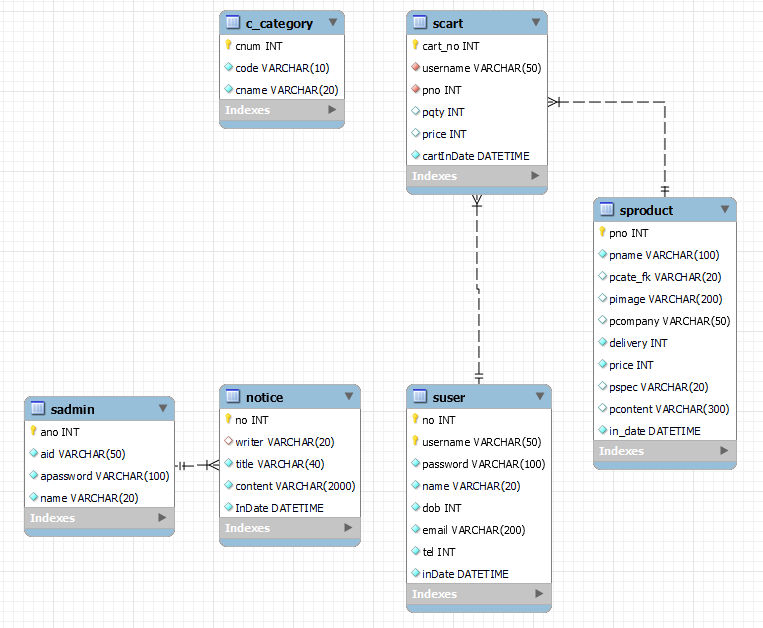 c_category
cnum INT
code VARCHAR(10)
cname VARCHAR(20)
Indexes
scart
cart_no INT
username VARCHAR(50)
pno INT
pqty INT
price INT
cartInDate DATETIME
Indexes
sproduct
pno INT
pname VARCHAR(100)
pcate_fk VARCHAR(20)
pimage VARCHAR(200)
pcompany VARCHAR(50)
delivery INT
price INT
pspec VARCHAR(20)
pcontent VARCHAR(300)
in_date DATETIME
Indexes
sadmin
ano INT
aid VARCHAR(50)
apassword VARCHAR(100)
name VARCHAR(20)
Indexes
notice
no INT
writer VARCHAR(20)
title VARCHAR(40)
content VARCHAR(2000)
InDate DATETIME
Indexes
suser
no INT
username VARCHAR(50)
password VARCHAR(100)
name VARCHAR(20)
dob INT
email VARCHAR(200)
tel INT
inDate DATETIME
Indexes